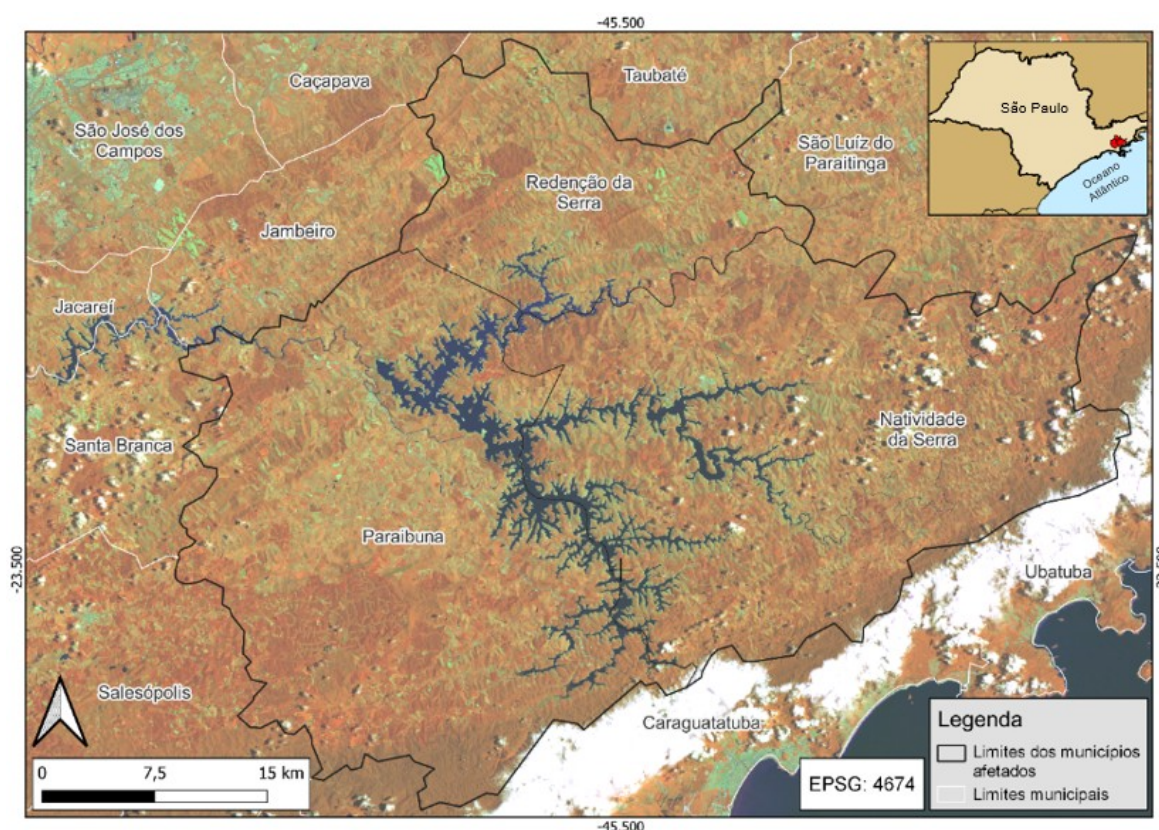 -45.500
Caçapava
Taubaté
São José dos
Campos
São Luíz do
Paraitinga
Redenção da
Serra
Jambeiro
São Paulo
Oceano
Atlântico
Jacareí
Santa Branca
Natividade
da Serra
Paraibuna
-23.500
Ubatuba
Salesópolis
Caraguatatuba
0 7,5 15 km
EPSG: 4674
Legenda
Limites dos municípios
afetados
Limites municipais
-45.500